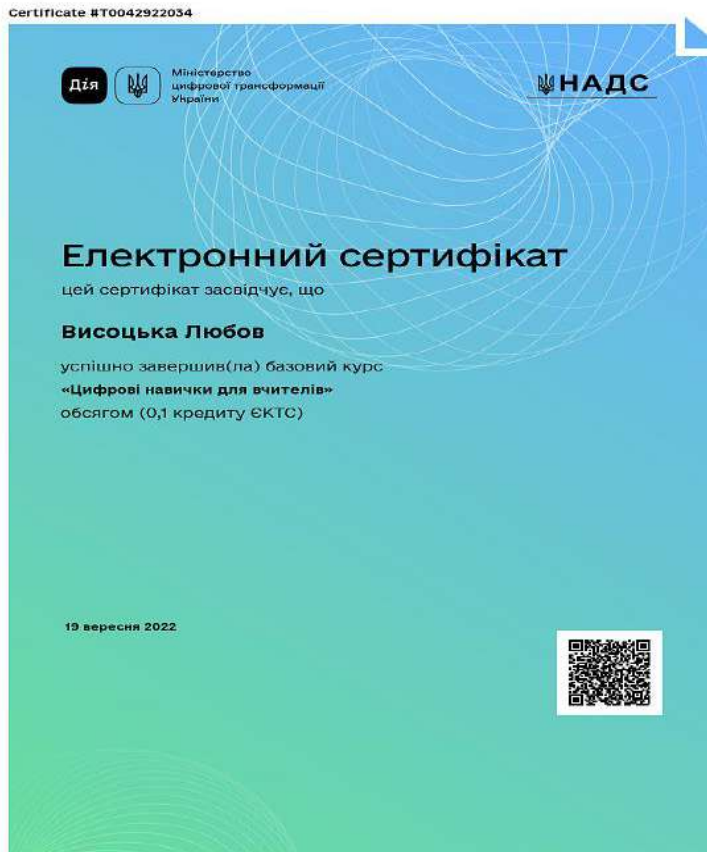 Certificate #T0042922034
Дія
Міністерство
цифрової трансформації
України
НАДС
Електронний сертифікат
цей сертифікат засвідчує, що
Висоцька Любов
успішно завершив(ла) базовий курс
«Цифрові навички для вчителів»
обсягом (0,1 кредиту ЄКТС)
19 вересня 2022